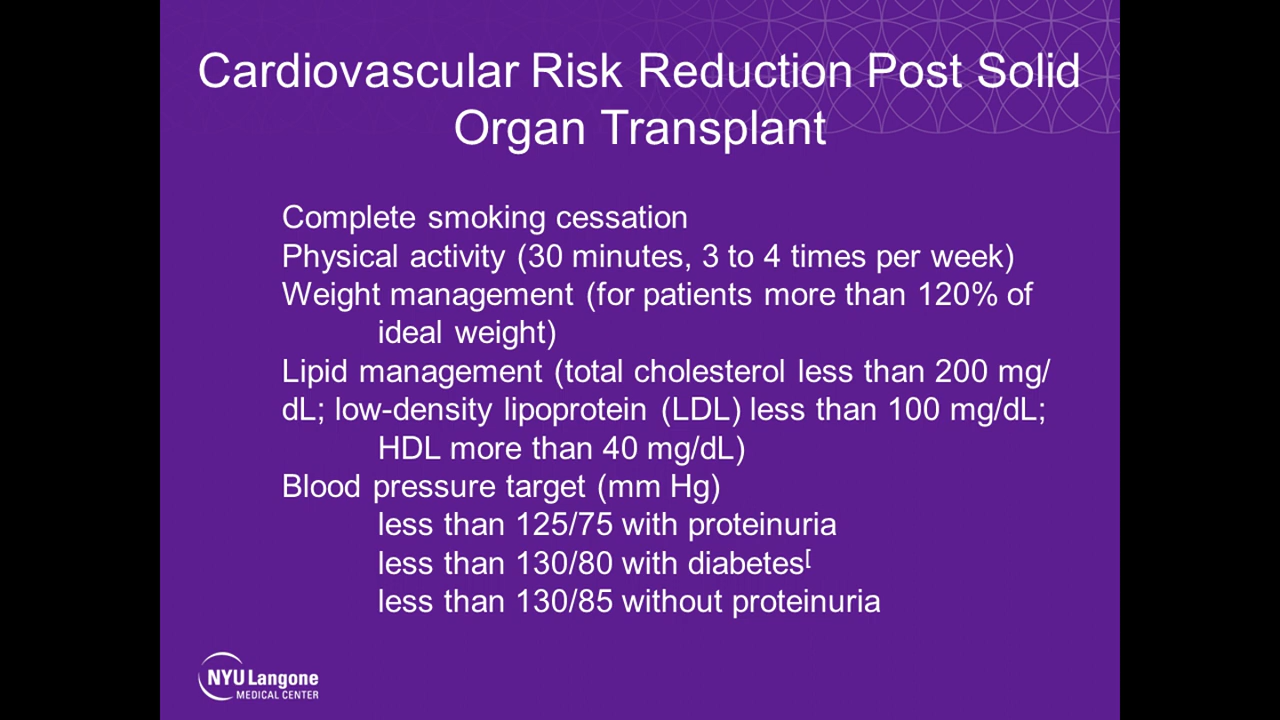 Cardiovascular Risk Reduction Post Solid
Organ Transplant
Complete smoking cessation
Physical activity (30 minutes, 3 to 4 times per week)
Weight management (for patients more than 120% of
ideal weight)
Lipid management (total cholesterol less than 200 mg/
dL; low-density lipoprotein (LDL) less than 100 mg/dL;
HDL more than 40 mg/dL)
Blood pressure target (mm Hg)
less than 125/75 with proteinuria
less than 130/80 with diabetes[
less than 130/85 without proteinuria
NYU Langone
MEDICAL CENTER